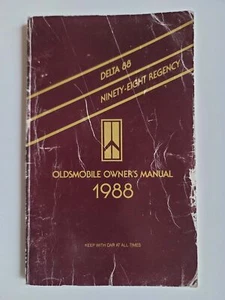 DELTA 88
NINETY-EIGHT REGENCY
OLDSMOBILE OWNER'S MANUAL
1988
KEEP WITH CAR AT ALL TIMES